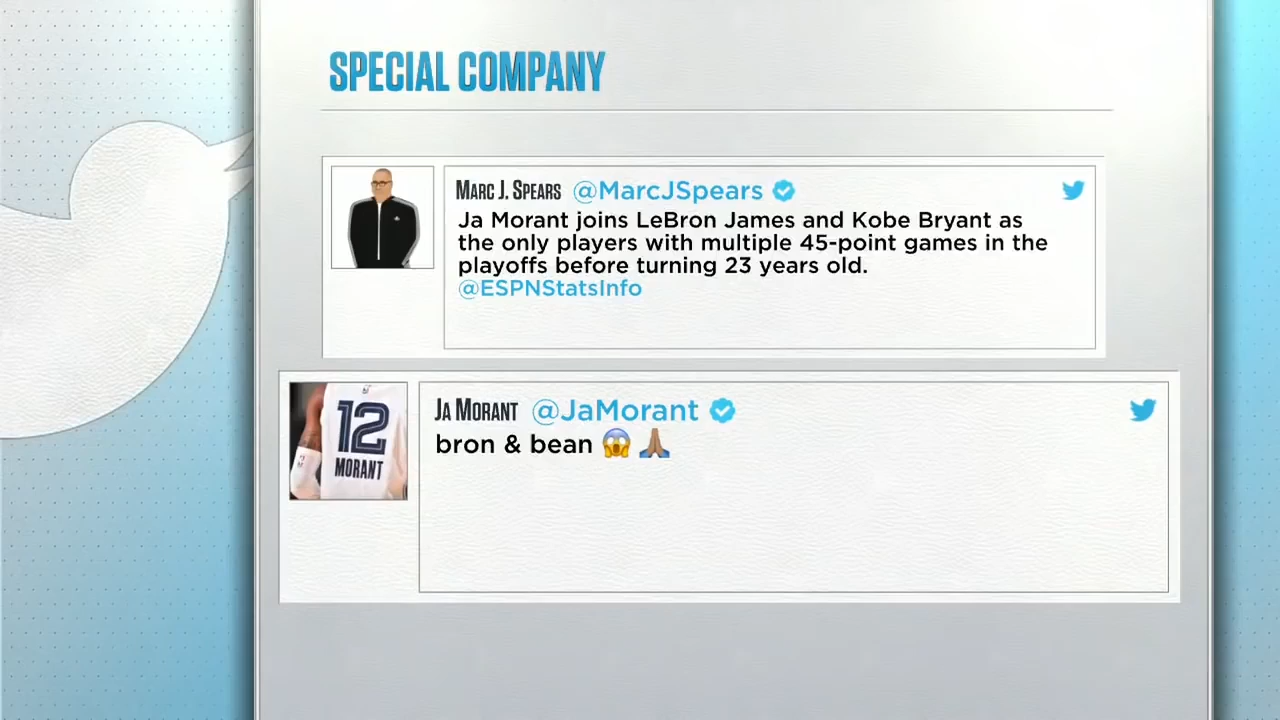 SPECIAL COMPANY
MARC J. SPEARS @MarcJSpears
Ja Morant joins LeBron James and Kobe Bryant as
the only players with multiple 45-point games in the
playoffs before turning 23 years old.
@ESPNStatsInfo
JA MORANT @JaMorant
bron & bean 😱 🙏🏽
12
MORANT